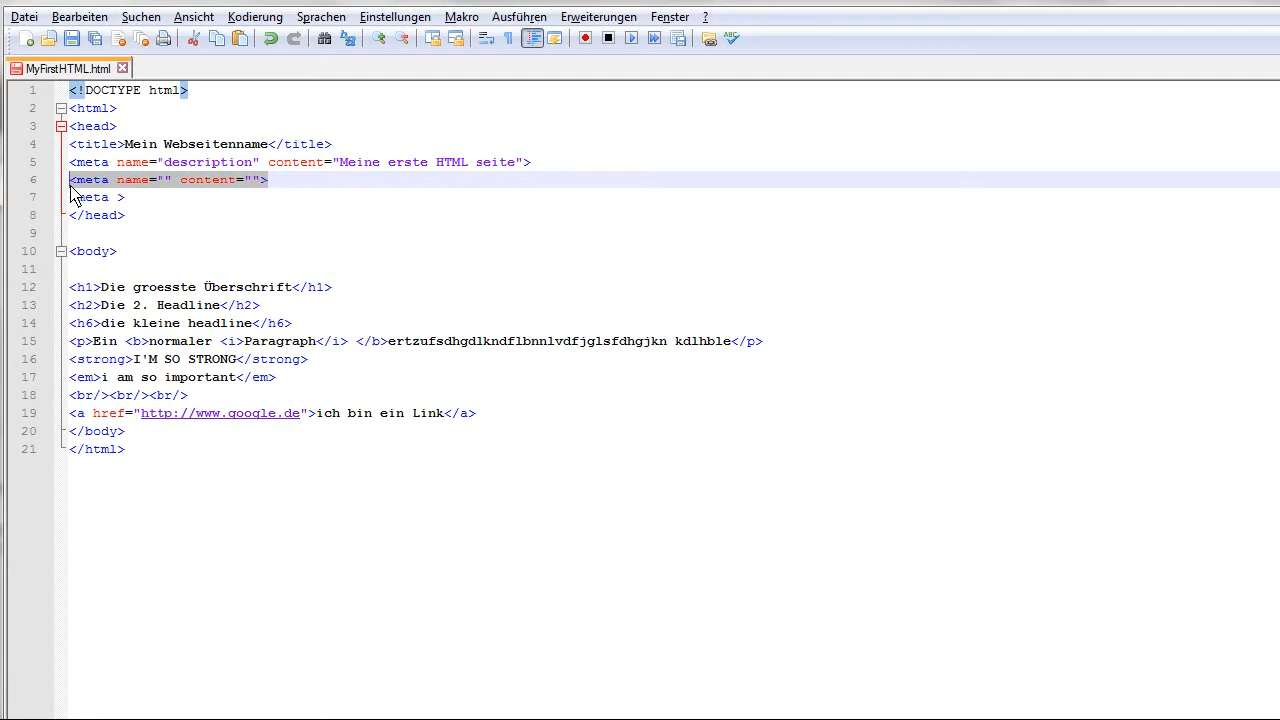 Datei Bearbeiten Suchen Ansicht Kodierung Sprachen Einstellungen Makro Ausführen Erweiterungen Fenster ?
MyFirstHTML.html
1 <!DOCTYPE html>
2 <html>
3 <head>
4 <title>Mein Webseitenname</title>
5 <meta name="description" content="Meine erste HTML seite">
6 <meta name="" content="">
7 meta >
8 </head>
9
10 <body>
11
12 <h1>Die groesste Überschrift</h1>
13 <h2>Die 2. Headline</h2>
14 <h6>die kleine headline</h6>
15 <p>Ein <b>normaler <i>Paragraph</i> </b>ertzufsdhgdlkndflbnnlvdfjglsfdhgjkn kdlhble</p>
16 <strong>I'M SO STRONG</strong>
17 <em>i am so important</em>
18 <br/><br/><br/>
19 <a href="http://www.google.de">ich bin ein Link</a>
20 </body>
21 </html>